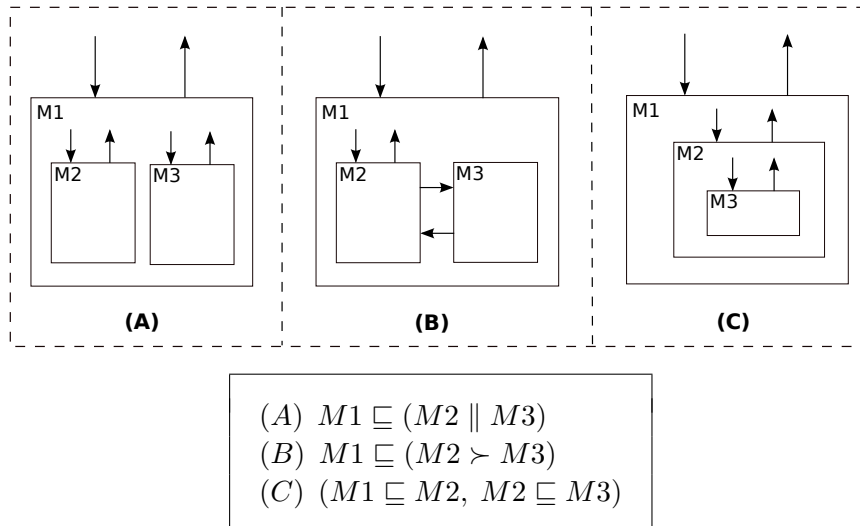 M1
M2
M3
(A)
M1
M2
M3
(B)
M1
M2
M3
(C)
(A) M1 ⊑ (M2 ∥ M3)
(B) M1 ⊑ (M2 ≻ M3)
(C) (M1 ⊑ M2, M2 ⊑ M3)